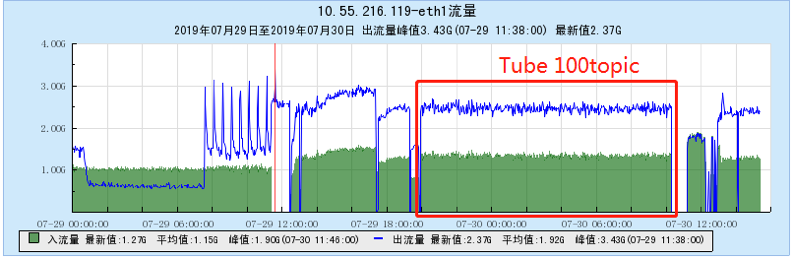 10.55.216.119-eth1流量
2019年07月29日至2019年07月30日 出流量峰值3.43G(07-29 11:38:00) 最新值2.37G
4.00G
Tube 100topic
3.00G
2.00G
1.00G
07-29 00:00:00 07-29 06:00:00 07-29 12:00:00 07-29 18:00:00 07-30 00:00:00 07-30 06:00:00 07-30 12:00:00
入流量 最新值:1.27G 平均值:1.15G 峰值:1.90G(07-30 11:46:00) 出流量 最新值:2.37G 平均值:1.92G 峰值:3.43G(07-29 11:38:00)